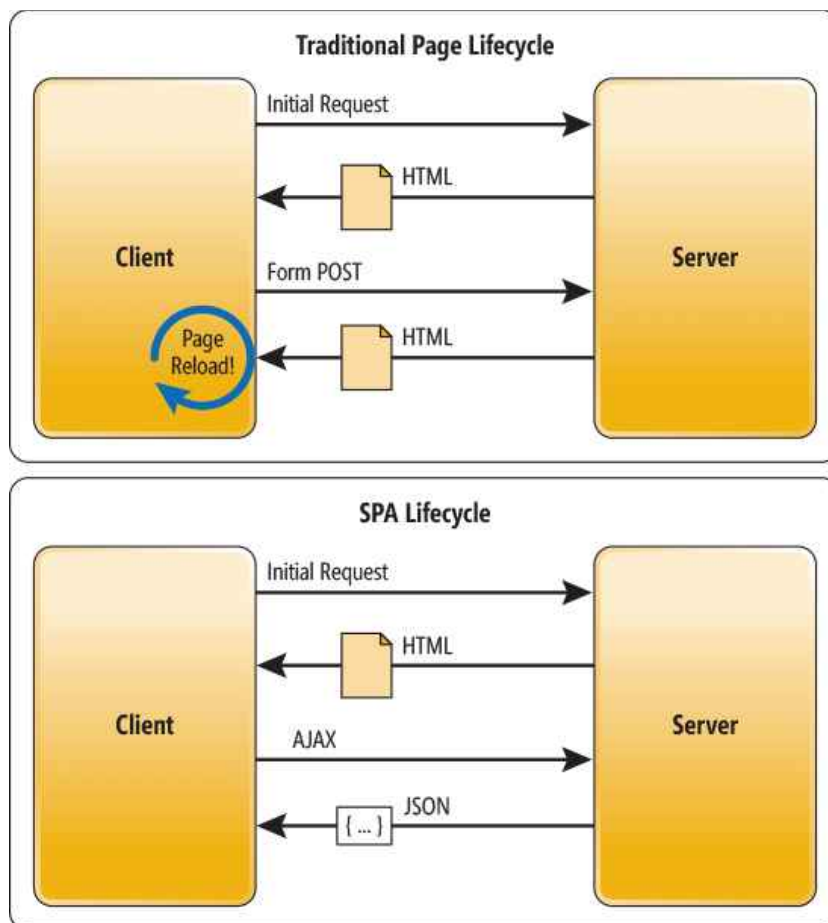 Traditional Page Lifecycle
Initial Request
HTML
Client
Server
Form POST
Page
Reload!
HTML
SPA Lifecycle
Initial Request
HTML
Client
Server
AJAX
JSON
{ ... }